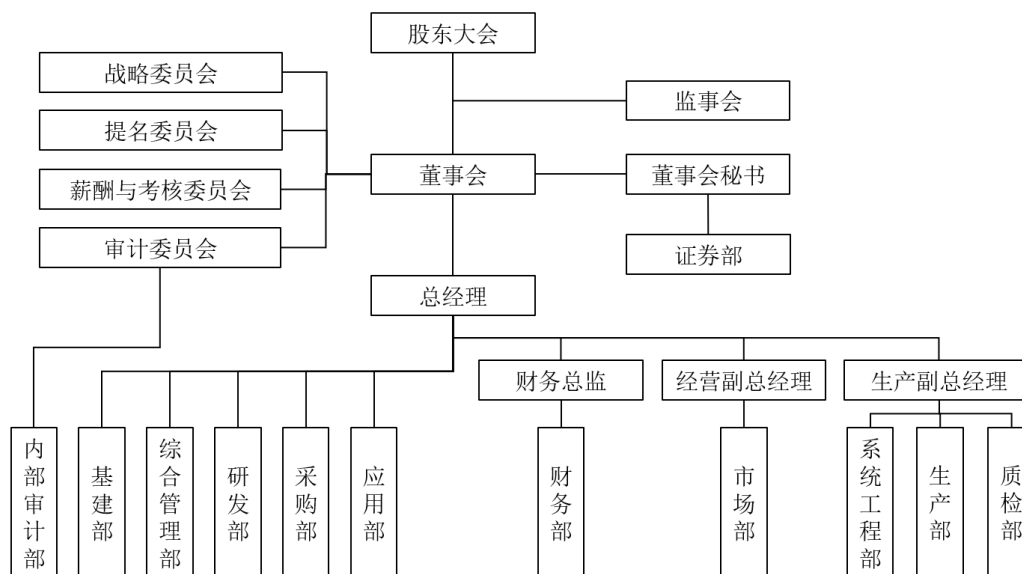 股东大会
战略委员会
监事会
提名委员会
董事会
董事会秘书
薪酬与考核委员会
审计委员会
证券部
总经理
财务总监
经营副总经理
生产副总经理
内部审计部
基建部
综合管理部
研发部
采购部
应用部
财务部
市场部
系统工程部
生产部
质检部